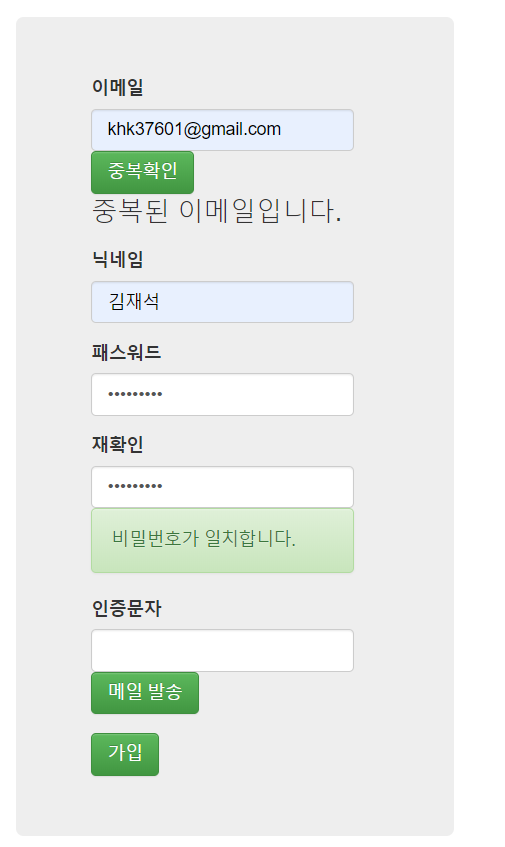 이메일
khk37601@gmail.com
중복확인
중복된 이메일입니다.
닉네임
김재석
패스워드
•••••••••
재확인
•••••••••
비밀번호가 일치합니다.
인증문자
메일 발송
가입